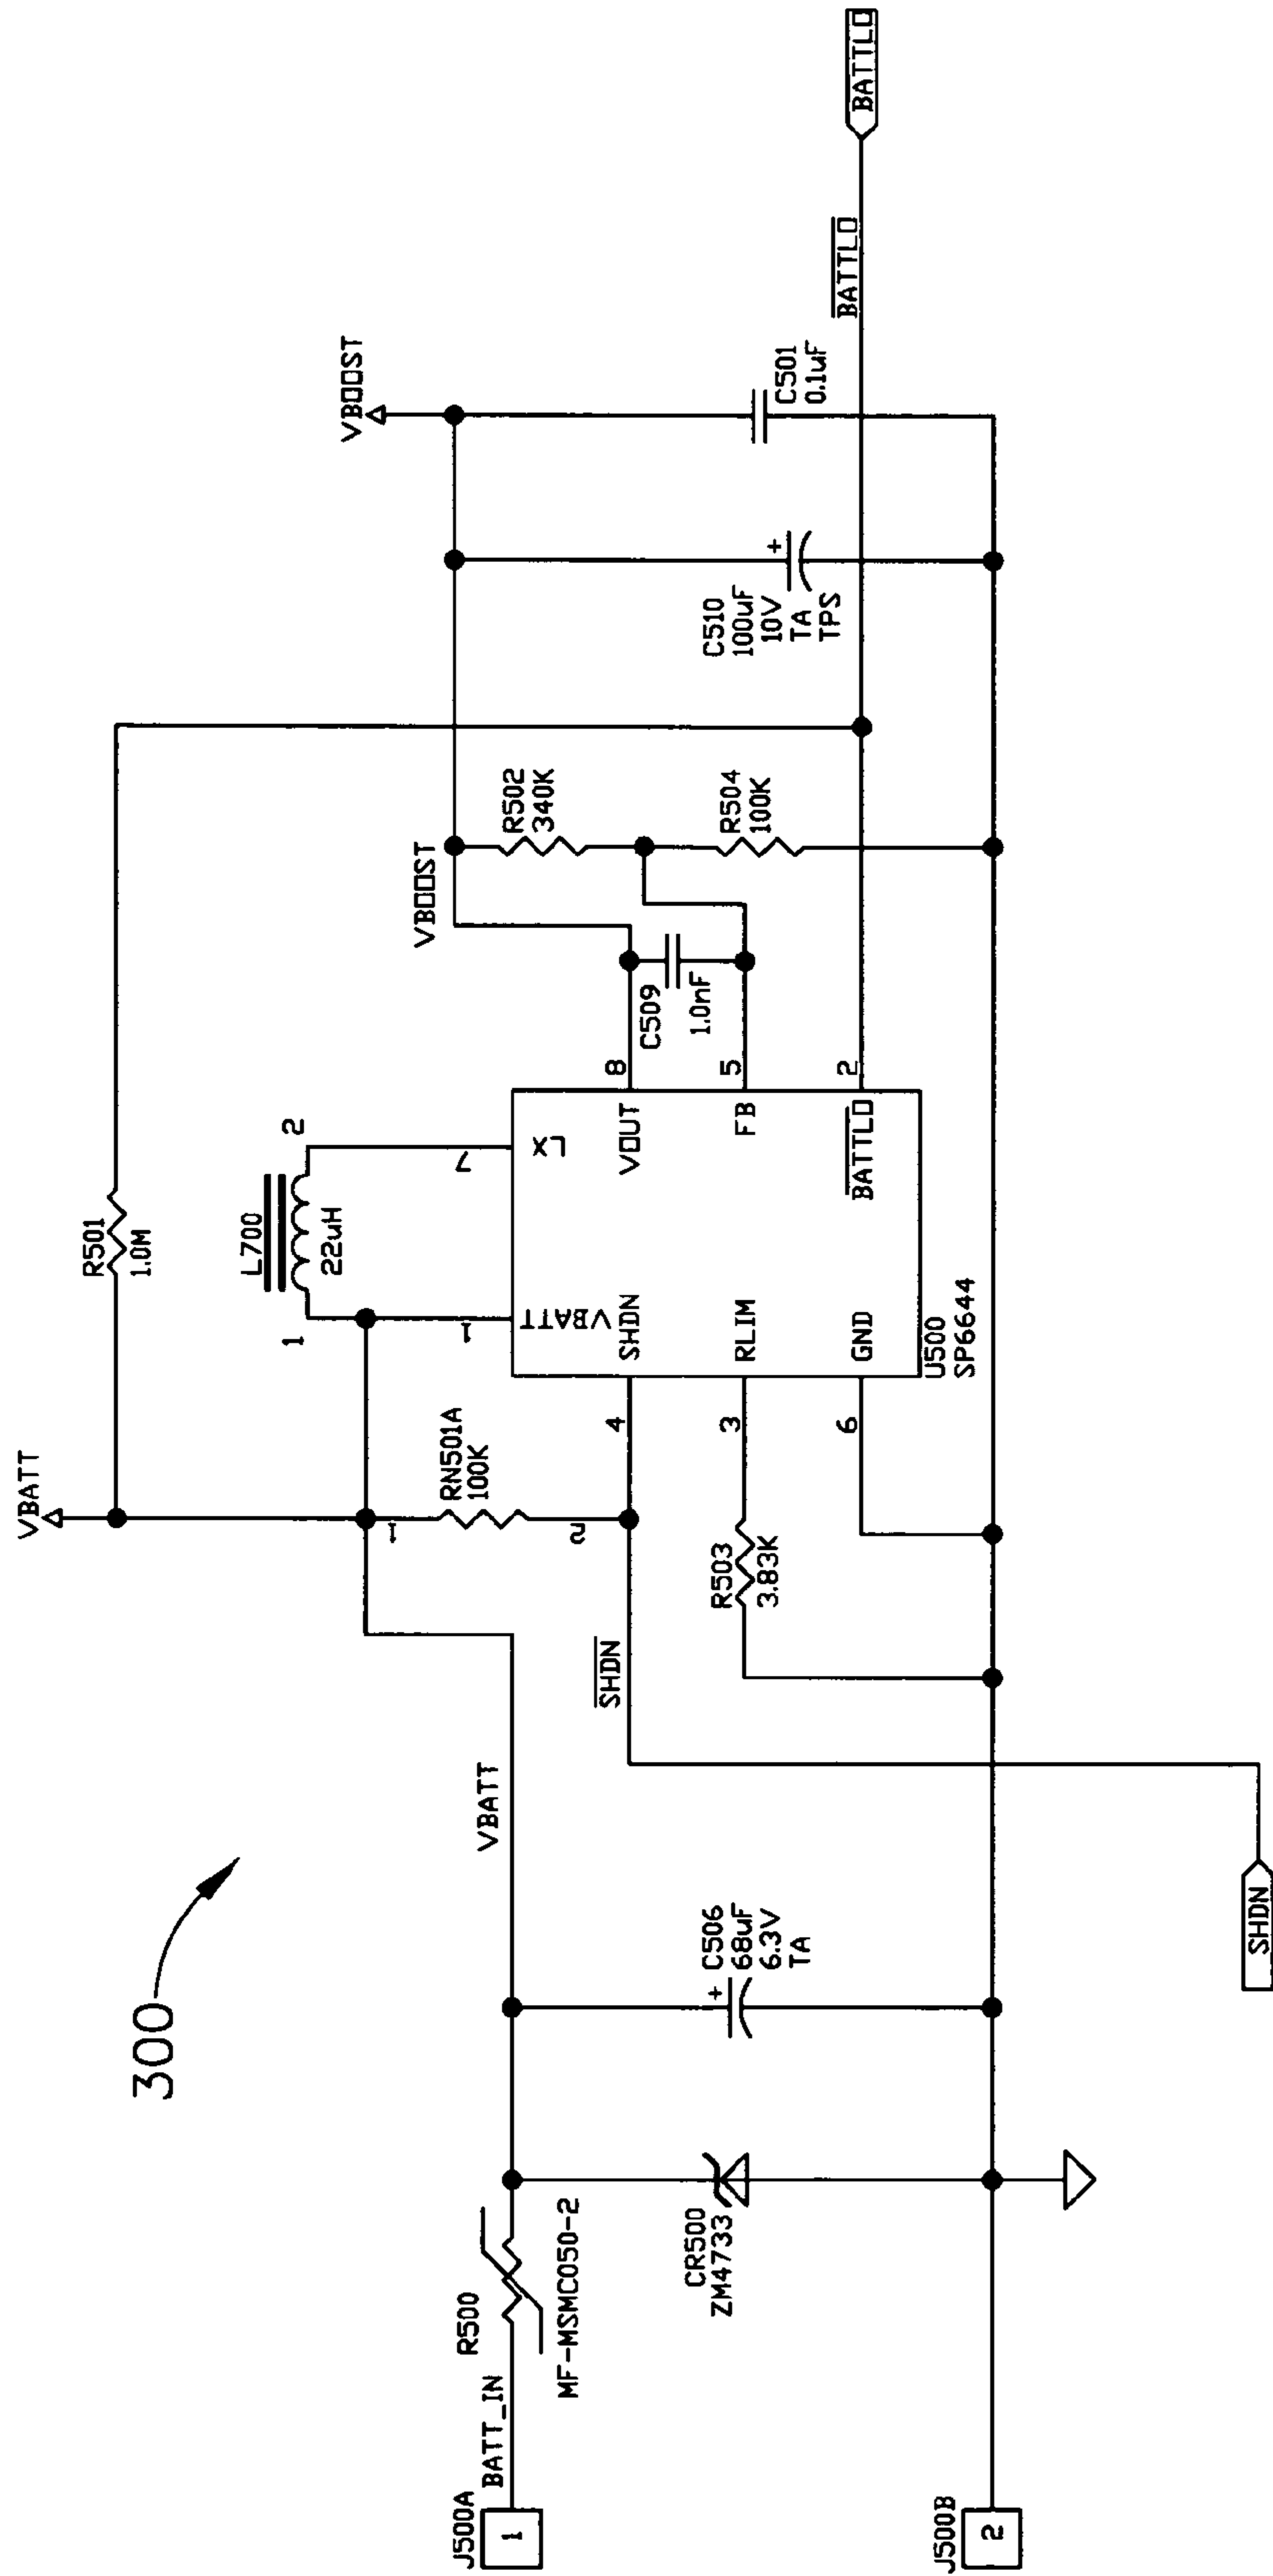 300
J500A
1
BATT_IN
R500
MF-MSMC050-2
J500B
2
CR500
ZM4733
+
C506
68uF
6.3V
TA
VBATT
SHDN
SHDN
VBATT
1
RN501A
100K
2
R503
3.83K
R501
1.0M
1
L700
22uH
2
4
3
6
1
7
VBATT
LX
SHDN
RLIM
GND
VOUT
FB
BATTLO
U500
SP6644
8
5
2
C509
1.0nF
VBOOST
R502
340K
R504
100K
C510
100uF
10V
TA
TPS
+
VBOOST
C501
0.1uF
BATTLO
BATTLO